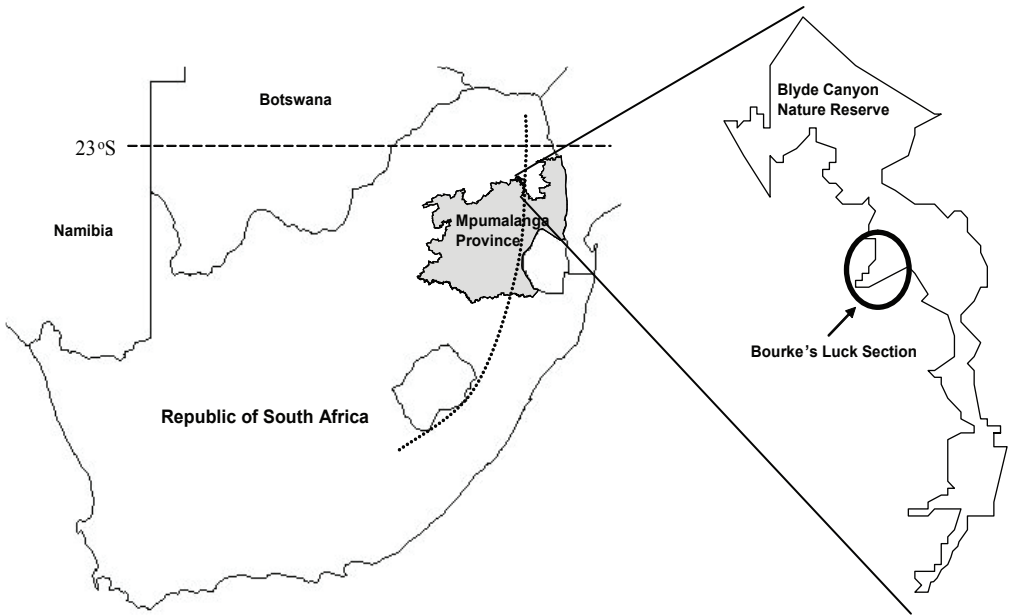 Botswana
23°S
Namibia
Mpumalanga
Province
Republic of South Africa
Blyde Canyon
Nature Reserve
Bourke's Luck Section